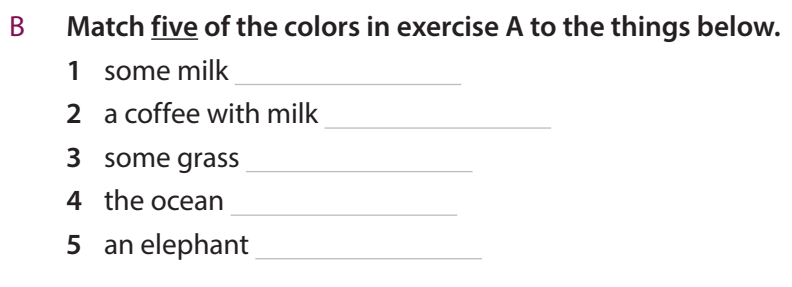 B Match five of the colors in exercise A to the things below.
1 some milk
2 a coffee with milk
3 some grass
4 the ocean
5 an elephant